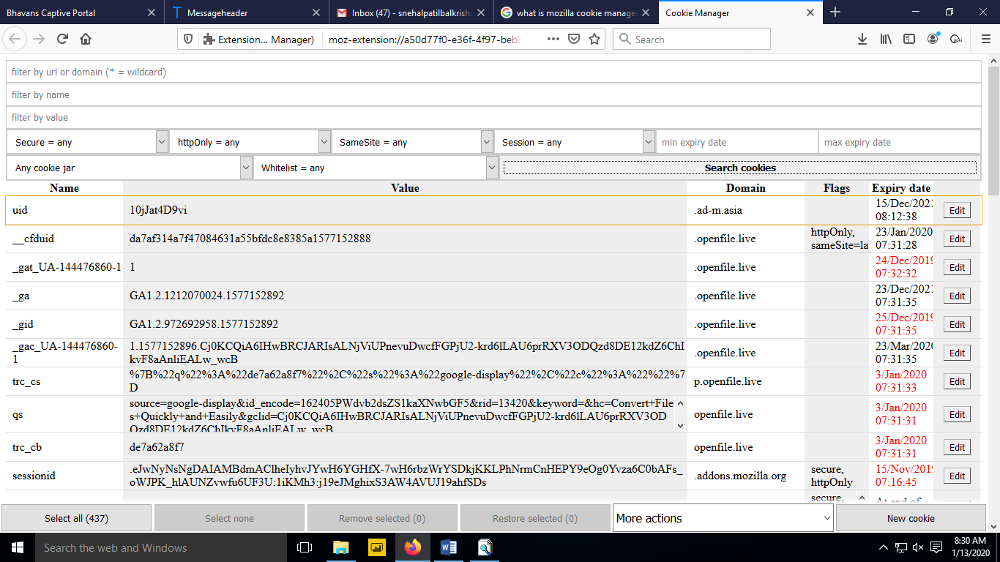 Bhavans Captive Portal
Messageheader
Inbox (47) - snehalpatilbalkrishn
what is mozilla cookie manage
Cookie Manager
Extension... Manager)
moz-extension://a50d77f0-e36f-4f97-beb
Search
filter by url or domain (* = wildcard)
filter by name
filter by value
Secure = any
httpOnly = any
SameSite = any
Session = any
min expiry date
max expiry date
Any cookie jar
Whitelist = any
Search cookies
Name Value Domain Flags Expiry date
uid 10jJat4D9vi .ad-m.asia 15/Dec/2021 08:12:38 Edit
__cfduid da7af314a7f47084631a55bfdc8e8385a1577152888 .openfile.live httpOnly, sameSite=la 23/Jan/2020 07:31:28 Edit
_gat_UA-144476860-1 1 .openfile.live 24/Dec/2019 07:32:32 Edit
_ga GA1.2.1212070024.1577152892 .openfile.live 23/Dec/2021 07:31:35 Edit
_gid GA1.2.972692958.1577152892 .openfile.live 25/Dec/2019 07:31:35 Edit
_gac_UA-144476860-
1
1.1577152896.Cj0KCQiA6IHwBRCJARIsALNjViUPnevuDwcfFGPjU2-krd6lLAU6prRXV3ODQzd8DE12kdZ6ChI
kvF8aAnliEALw_wcB
.openfile.live 23/Mar/2020 07:31:35 Edit
trc_cs
%7B%22q%22%3A%22de7a62a8f7%22%2C%22s%22%3A%22google-display%22%2C%22c%22%3A%22%22%7
D
p.openfile.live 3/Jan/2020 07:31:33 Edit
qs
source=google-display&id_encode=162405PWdvb2dsZS1kaXNwbGF5&rid=13420&keyword=&hc=Convert+File
s+Quickly+and+Easily&gclid=Cj0KCQiA6IHwBRCJARIsALNjViUPnevuDwcfFGPjU2-krd6lLAU6prRXV3OD
Qzd8DE12kdZ6ChIkvF8aAnliEALw_wcB
openfile.live 3/Jan/2020 07:31:31 Edit
trc_cb de7a62a8f7 openfile.live 3/Jan/2020 07:31:31 Edit
sessionid
.eJwNyNsNgDAIAMBdmAClheIyhvJYwH6YGHfX-7wH6rbzWrYSDkjKKLPhNrmCnHEPY9eOg0Yvza6C0bAFs_
oWJPK_hlAUNZvwfu6UF3U:1iKMh3:j19eJMghixS3AW4AVUJ19ahfSDs
.addons.mozilla.org secure, httpOnly 15/Nov/2019 07:16:45 Edit
secure, At end of
Select all (437)
Select none
Remove selected (0)
Restore selected (0)
More actions
New cookie
Search the web and Windows
8:30 AM
1/13/2020